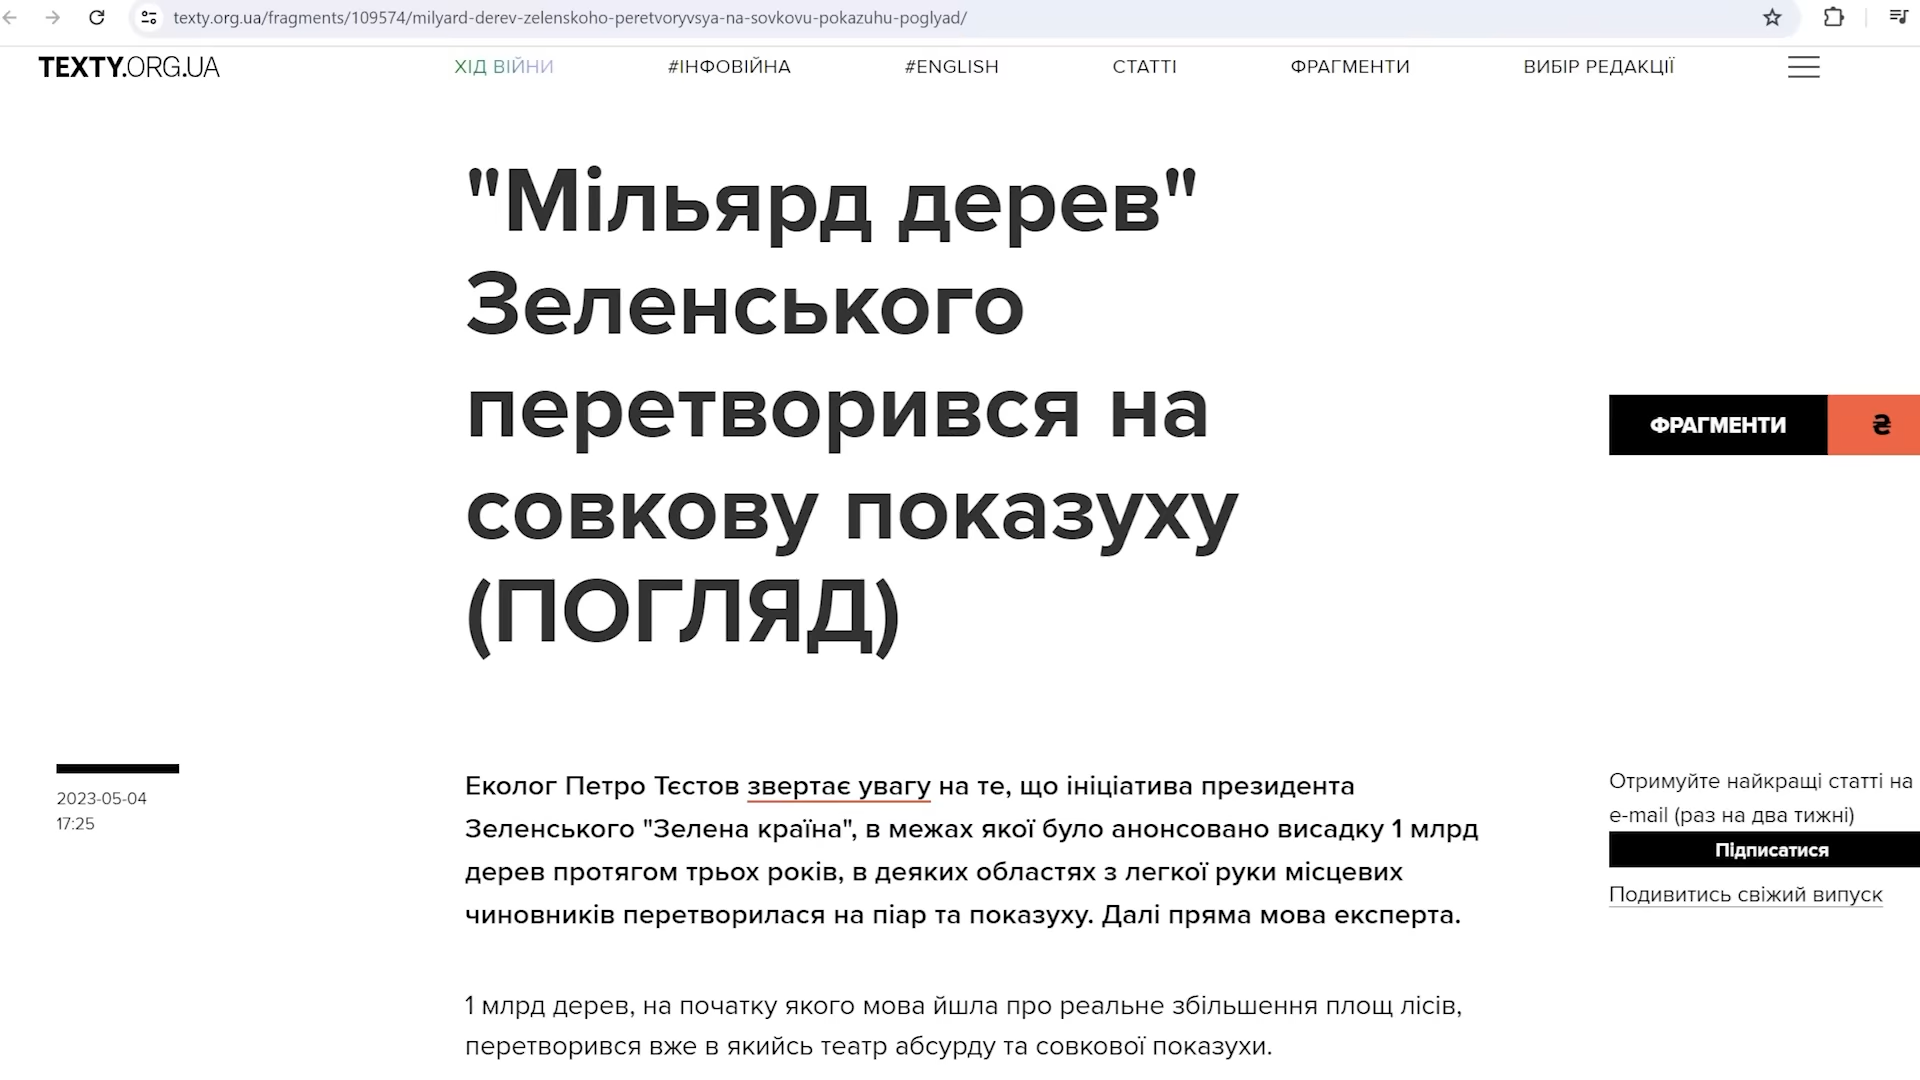 texty.org.ua/fragments/109574/milyard-derev-zelenskoho-peretvoryvsya-na-sovkovu-pokazuhu-poglyad/
TEXTY.ORG.UA
ХІД ВІЙНИ
#ІНФОВІЙНА
#ENGLISH
СТАТТІ
ФРАГМЕНТИ
ВИБІР РЕДАКЦІЇ
"Мільярд дерев"
Зеленського
перетворився на
совкову показуху
(ПОГЛЯД)
ФРАГМЕНТИ
₴
2023-05-04
17:25
Еколог Петро Тєстов звертає увагу на те, що ініціатива президента
Зеленського "Зелена країна", в межах якої було анонсовано висадку 1 млрд
дерев протягом трьох років, в деяких областях з легкої руки місцевих
чиновників перетворилася на піар та показуху. Далі пряма мова експерта.
1 млрд дерев, на початку якого мова йшла про реальне збільшення площ лісів,
перетворився вже в якийсь театр абсурду та совкової показухи.
Отримуйте найкращі статті на
e-mail (раз на два тижні)
Підписатися
Подивитись свіжий випуск